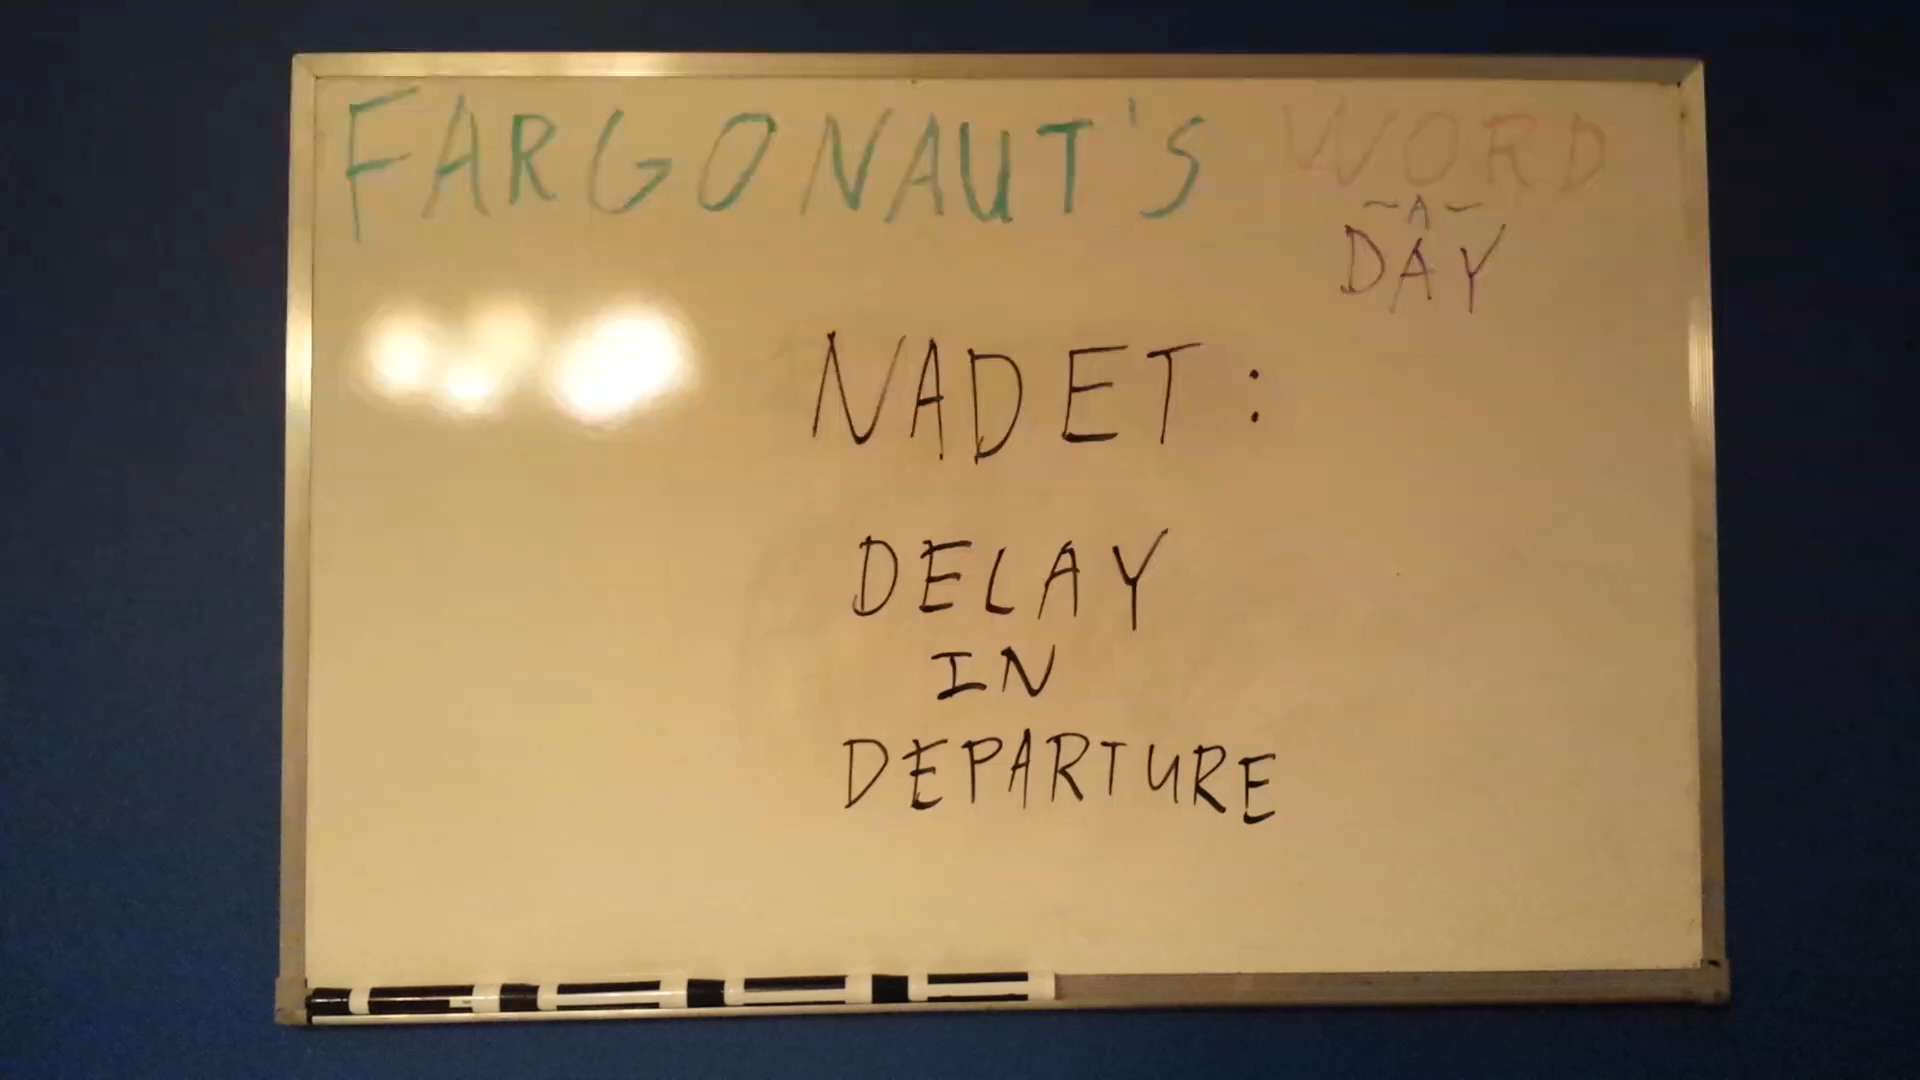 FARGONAUT'S WORD
~A~
DAY
NADET:
DELAY
IN
DEPARTURE